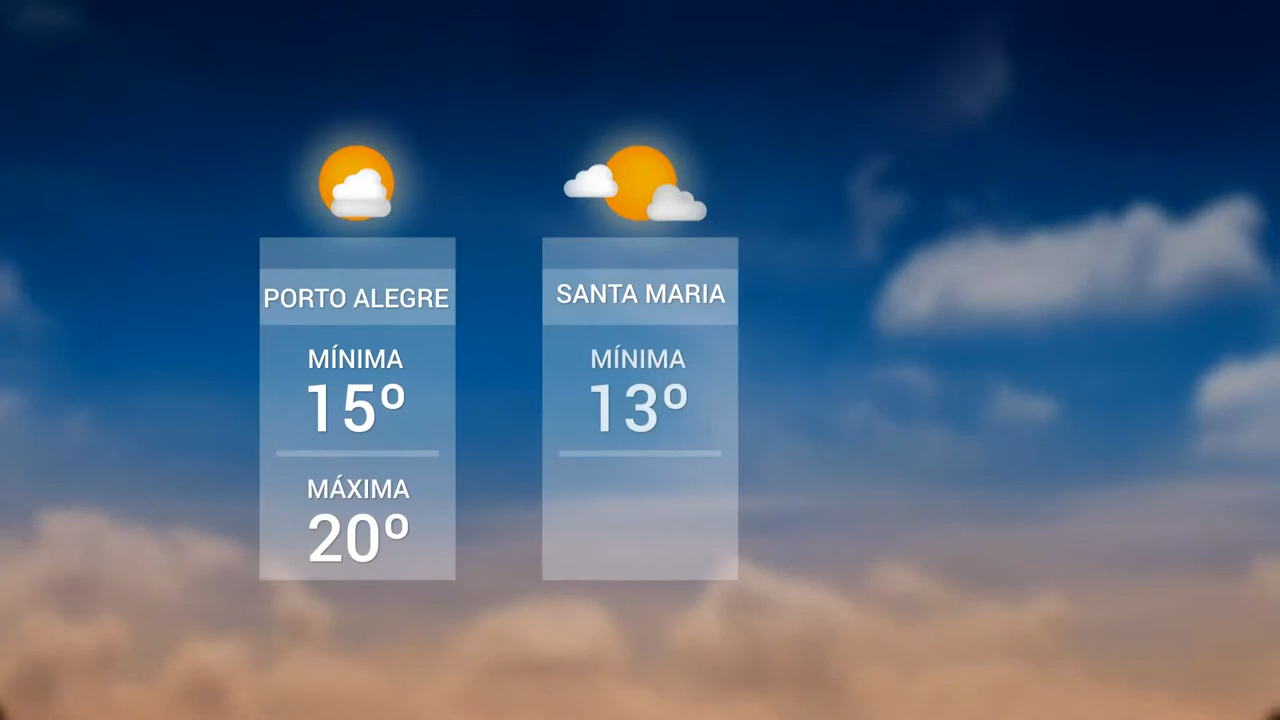 PORTO ALEGRE
MÍNIMA
15º
MÁXIMA
20º
SANTA MARIA
MÍNIMA
13º